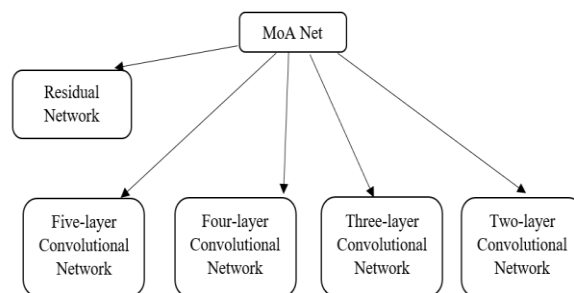 MoA Net
Residual
Network
Five-layer
Convolutional
Network
Four-layer
Convolutional
Network
Three-layer
Convolutional
Network
Two-layer
Convolutional
Network